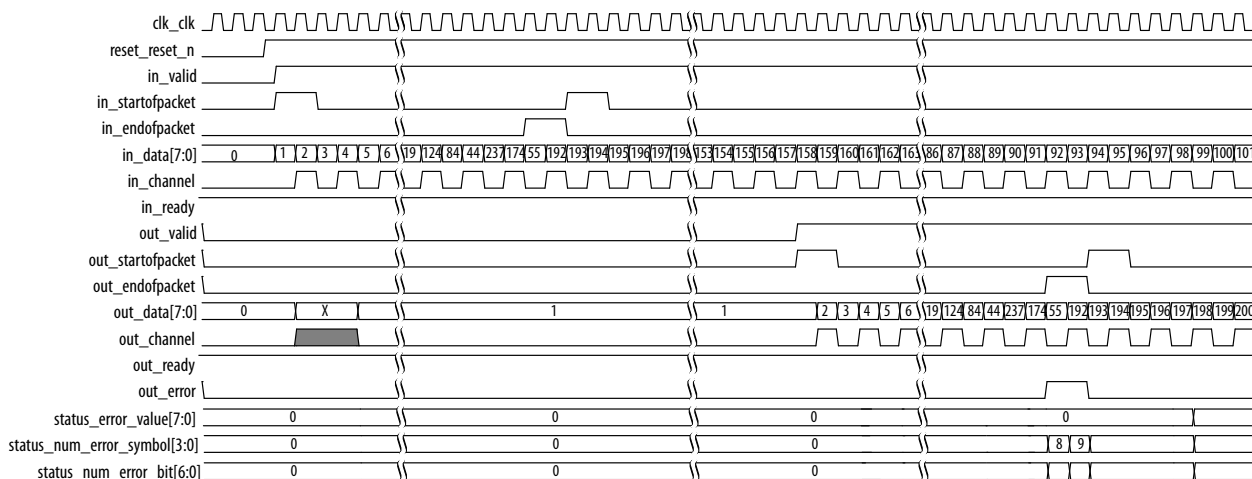 clk_clk
reset_reset_n
in_valid
in_startofpacket
in_endofpacket
in_data[7:0] 0 1 2 3 4 5 6 19 124 84 44 237 174 55 192 193 194 195 196 197 198 153 154 155 156 157 158 159 160 161 162 163 86 87 88 89 90 91 92 93 94 95 96 97 98 99 100 101
in_channel
in_ready
out_valid
out_startofpacket
out_endofpacket
out_data[7:0] 0 X 1 1 2 3 4 5 6 19 124 84 44 237 174 55 192 193 194 195 196 197 198 199 200
out_channel
out_ready
out_error
status_error_value[7:0] 0 0 0 0
status_num_error_symbol[3:0] 0 0 0 8 9
status_num_error_bit[6:0] 0 0 0